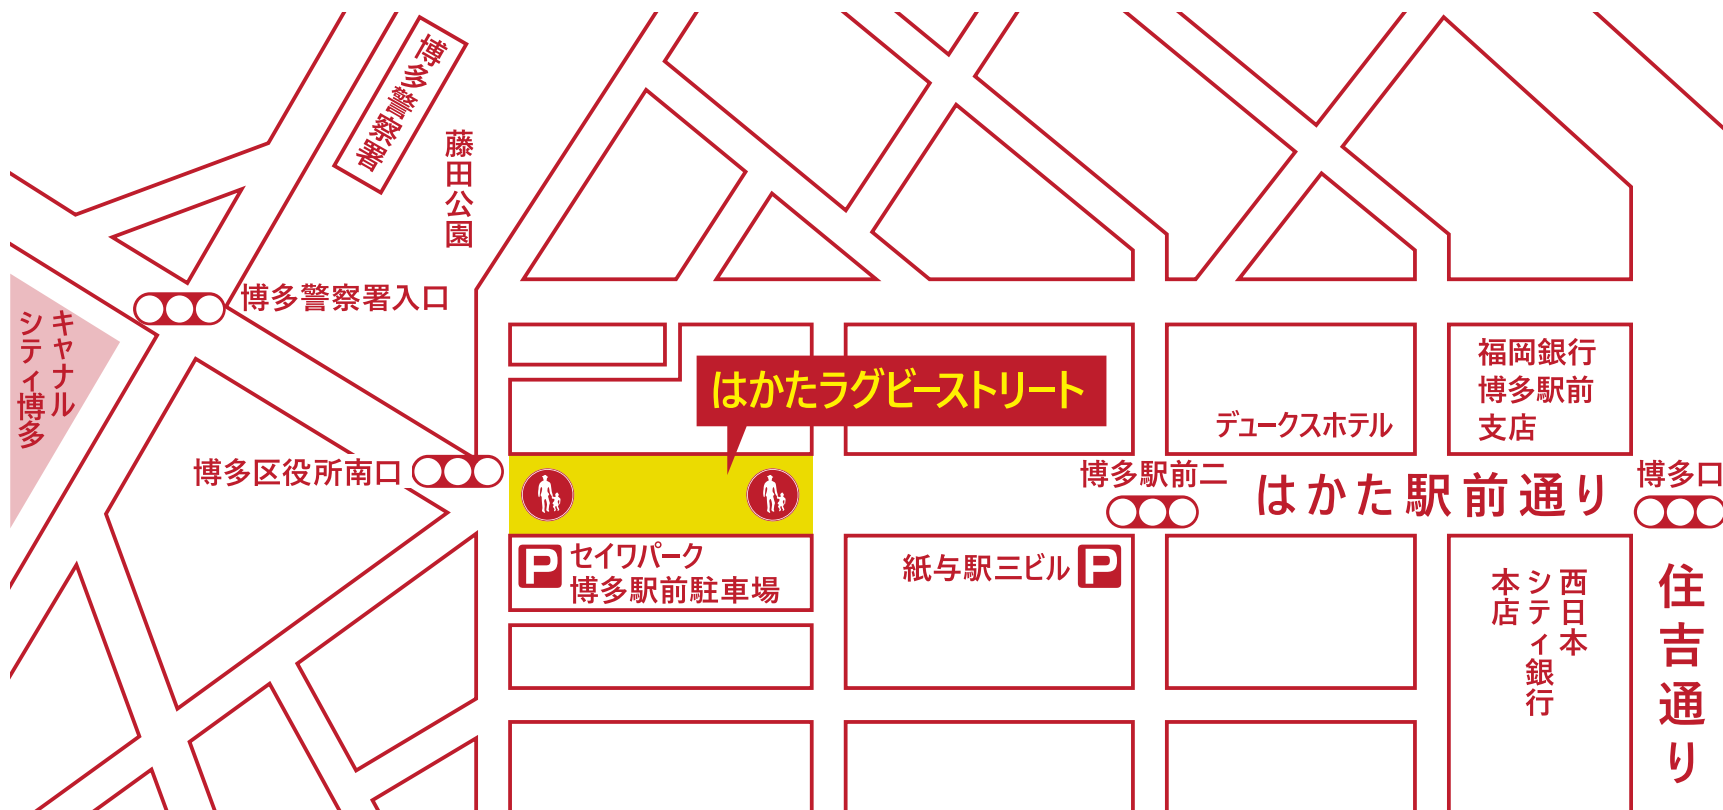 博多警察署
藤田公園
博多警察署入口
キャナル
シティ博多
はかたラグビーストリート
福岡銀行
博多駅前
支店
デュークスホテル
博多区役所南口
博多駅前二
はかた駅前通り
博多口
P
セイワパーク
博多駅前駐車場
紙与駅三ビル
P
西日本
シティ銀行
本店
住吉通り